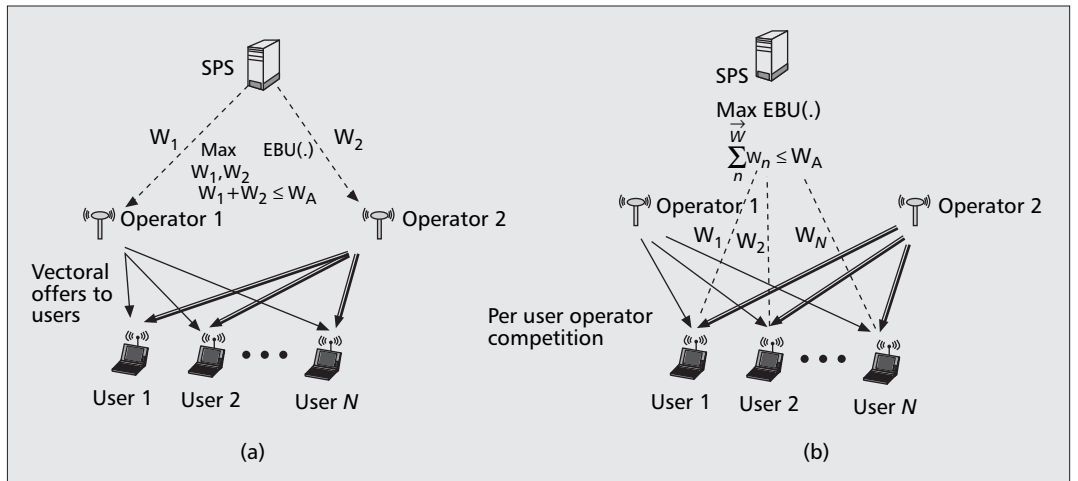 SPS
W1
W2
Max EBU(.)
W1,W2
W1+W2 ≤ WA
Operator 1
Operator 2
Vectoral
offers to
users
User 1
User 2
User N
(a)
SPS
Max EBU(.)
W→
∑ wn ≤ WA
n
Operator 1
Operator 2
W1
W2
WN
Per user operator
competition
User 1
User 2
User N
(b)